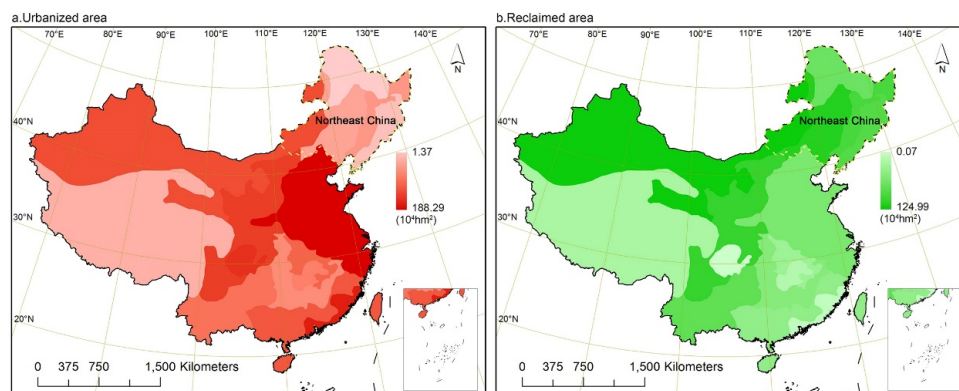 a.Urbanized area
70°E 80°E 90°E 100°E 110°E 120°E 130°E 140°E
N
40°N
30°N
20°N
Northeast China
1.37
188.29
(10⁴hm²)
0 375 750 1,500 Kilometers
b.Reclaimed area
70°E 80°E 90°E 100°E 110°E 120°E 130°E 140°E
N
40°N
30°N
20°N
Northeast China
0.07
124.99
(10⁴hm²)
0 375 750 1,500 Kilometers